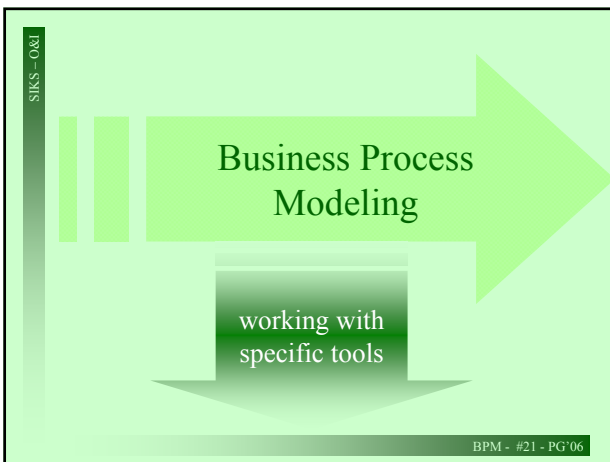 SIKS – O&I
Business Process
Modeling
working with
specific tools
BPM - #21 - PG'06